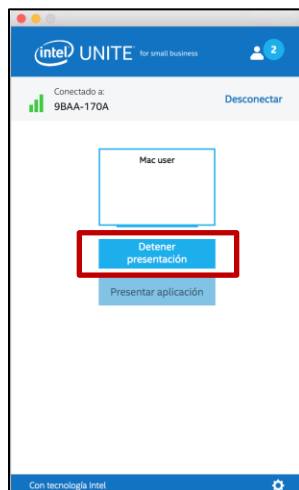 intel UNITE for small business
2
Conectado a:
9BAA-170A
Desconectar
Mac user
Detener
presentación
Presentar aplicación
Con tecnología Intel